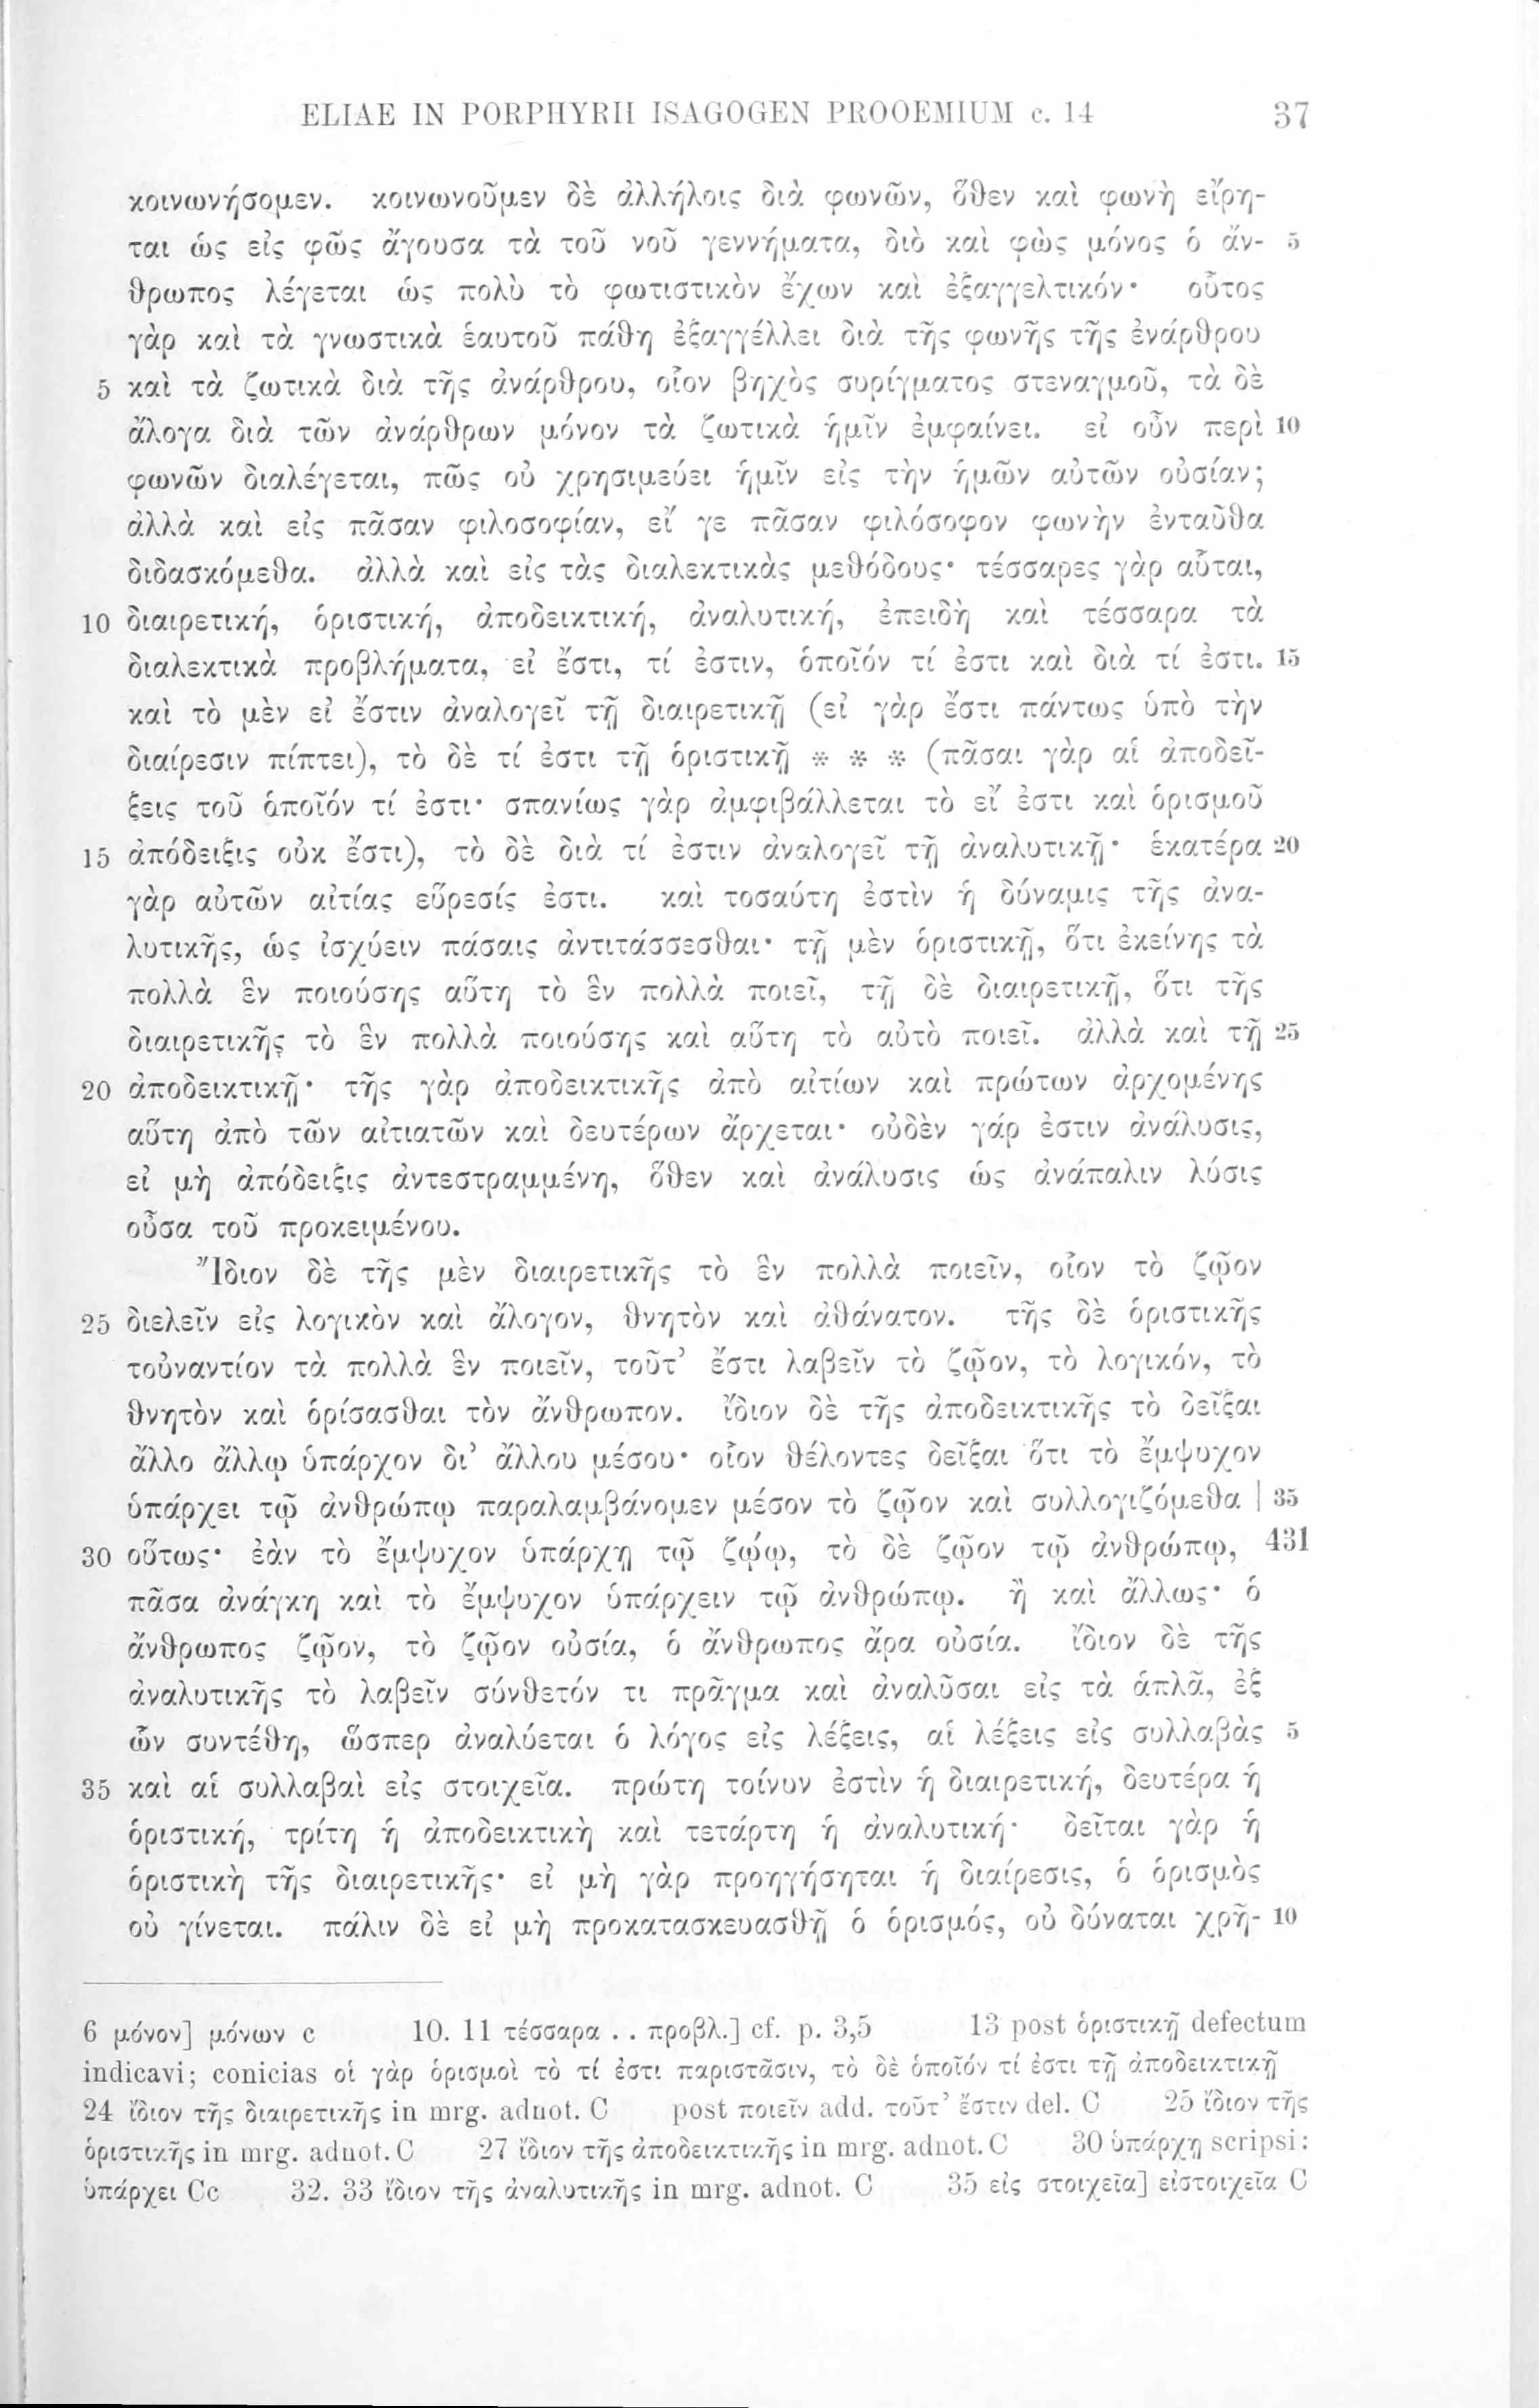 ELIAE IN PORPHYRII ISAGOGEN PROOEMIUM c. 14 37
κοινωνήσομεν. κοινωνοῦμεν δὲ ἀλλήλοις διὰ φωνῶν, ὅθεν καὶ φωνὴ εἴρη-
ται ὡς εἰς φῶς ἄγουσα τὰ τοῦ νοῦ γεννήματα, διὸ καὶ φὼς μόνος ὁ ἄν- 5
θρωπος λέγεται ὡς πολὺ τὸ φωτιστικὸν ἔχων καὶ ἐξαγγελτικόν· οὗτος
γὰρ καὶ τὰ γνωστικὰ ἑαυτοῦ πάθη ἐξαγγέλλει διὰ τῆς φωνῆς τῆς ἐνάρθρου
5 καὶ τὰ ζωτικὰ διὰ τῆς ἀνάρθρου, οἷον βηχὸς συρίγματος στεναγμοῦ, τὰ δὲ
ἄλογα διὰ τῶν ἀνάρθρων μόνον τὰ ζωτικὰ ἡμῖν ἐμφαίνει. εἰ οὖν περὶ 10
φωνῶν διαλέγεται, πῶς οὐ χρησιμεύει ἡμῖν εἰς τὴν ἡμῶν αὐτῶν οὐσίαν;
ἀλλὰ καὶ εἰς πᾶσαν φιλοσοφίαν, εἴ γε πᾶσαν φιλόσοφον φωνὴν ἐνταῦθα
διδασκόμεθα. ἀλλὰ καὶ εἰς τὰς διαλεκτικὰς μεθόδους· τέσσαρες γὰρ αὗται,
10 διαιρετική, ὁριστική, ἀποδεικτική, ἀναλυτική, ἐπειδὴ καὶ τέσσαρα τὰ
διαλεκτικὰ προβλήματα, εἰ ἔστι, τί ἐστιν, ὁποῖόν τί ἐστι καὶ διὰ τί ἐστι. 15
καὶ τὸ μὲν εἰ ἔστιν ἀναλογεῖ τῇ διαιρετικῇ (εἰ γὰρ ἔστι πάντως ὑπὸ τὴν
διαίρεσιν πίπτει), τὸ δὲ τί ἐστι τῇ ὁριστικῇ * * * (πᾶσαι γὰρ αἱ ἀποδεί-
ξεις τοῦ ὁποῖόν τί ἐστι· σπανίως γὰρ ἀμφιβάλλεται τὸ εἴ ἐστι καὶ ὁρισμοῦ
15 ἀπόδειξις οὐκ ἔστι), τὸ δὲ διὰ τί ἐστιν ἀναλογεῖ τῇ ἀναλυτικῇ· ἑκατέρα 20
γὰρ αὐτῶν αἰτίας εὕρεσίς ἐστι. καὶ τοσαύτη ἐστὶν ἡ δύναμις τῆς ἀνα-
λυτικῆς, ὡς ἰσχύειν πάσαις ἀντιτάσσεσθαι· τῇ μὲν ὁριστικῇ, ὅτι ἐκείνης τὰ
πολλὰ ἓν ποιούσης αὕτη τὸ ἓν πολλὰ ποιεῖ, τῇ δὲ διαιρετικῇ, ὅτι τῆς
διαιρετικῆς τὸ ἓν πολλὰ ποιούσης καὶ αὕτη τὸ αὐτὸ ποιεῖ. ἀλλὰ καὶ τῇ 25
20 ἀποδεικτικῇ· τῆς γὰρ ἀποδεικτικῆς ἀπὸ αἰτίων καὶ πρώτων ἀρχομένης
αὕτη ἀπὸ τῶν αἰτιατῶν καὶ δευτέρων ἄρχεται· οὐδὲν γάρ ἐστιν ἀνάλυσις,
εἰ μὴ ἀπόδειξις ἀντεστραμμένη, ὅθεν καὶ ἀνάλυσις ὡς ἀνάπαλιν λύσις
οὖσα τοῦ προκειμένου.
Ἴδιον δὲ τῆς μὲν διαιρετικῆς τὸ ἓν πολλὰ ποιεῖν, οἷον τὸ ζῷον
25 διελεῖν εἰς λογικὸν καὶ ἄλογον, θνητὸν καὶ ἀθάνατον. τῆς δὲ ὁριστικῆς
τοὐναντίον τὰ πολλὰ ἓν ποιεῖν, τοῦτ’ ἔστι λαβεῖν τὸ ζῷον, τὸ λογικόν, τὸ
θνητὸν καὶ ὁρίσασθαι τὸν ἄνθρωπον. ἴδιον δὲ τῆς ἀποδεικτικῆς τὸ δεῖξαι
ἄλλο ἄλλῳ ὑπάρχον δι’ ἄλλου μέσου· οἷον θέλοντες δεῖξαι ὅτι τὸ ἔμψυχον
ὑπάρχει τῷ ἀνθρώπῳ παραλαμβάνομεν μέσον τὸ ζῷον καὶ συλλογιζόμεθα | 35
30 οὕτως· ἐὰν τὸ ἔμψυχον ὑπάρχῃ τῷ ζῴῳ, τὸ δὲ ζῷον τῷ ἀνθρώπῳ, 431
πᾶσα ἀνάγκη καὶ τὸ ἔμψυχον ὑπάρχειν τῷ ἀνθρώπῳ. ἢ καὶ ἄλλως· ὁ
ἄνθρωπος ζῷον, τὸ ζῷον οὐσία, ὁ ἄνθρωπος ἄρα οὐσία. ἴδιον δὲ τῆς
ἀναλυτικῆς τὸ λαβεῖν σύνθετόν τι πρᾶγμα καὶ ἀναλῦσαι εἰς τὰ ἁπλᾶ, ἐξ
ὧν συντέθη, ὥσπερ ἀναλύεται ὁ λόγος εἰς λέξεις, αἱ λέξεις εἰς συλλαβὰς 5
35 καὶ αἱ συλλαβαὶ εἰς στοιχεῖα. πρώτη τοίνυν ἐστὶν ἡ διαιρετική, δευτέρα ἡ
ὁριστική, τρίτη ἡ ἀποδεικτικὴ καὶ τετάρτη ἡ ἀναλυτική· δεῖται γὰρ ἡ
ὁριστικὴ τῆς διαιρετικῆς· εἰ μὴ γὰρ προηγήσηται ἡ διαίρεσις, ὁ ὁρισμὸς
οὐ γίνεται. πάλιν δὲ εἰ μὴ προκατασκευασθῇ ὁ ὁρισμός, οὐ δύναται χρῆ- 10
6 μόνον] μόνων c 10. 11 τέσσαρα . . προβλ.] cf. p. 3,5 13 post ὁριστικῇ defectum
indicavi; conicias οἱ γὰρ ὁρισμοὶ τὸ τί ἐστι παριστᾶσιν, τὸ δὲ ὁποῖόν τί ἐστι τῇ ἀποδεικτικῇ
24 ἴδιον τῆς διαιρετικῆς in mrg. adnot. C post ποιεῖν add. τοῦτ’ ἔστιν del. C 25 ἴδιον τῆς
ὁριστικῆς in mrg. adnot. C 27 ἴδιον τῆς ἀποδεικτικῆς in mrg. adnot. C 30 ὑπάρχῃ scripsi:
ὑπάρχει Cc 32. 33 ἴδιον τῆς ἀναλυτικῆς in mrg. adnot. C 35 εἰς στοιχεῖα] εἰστοιχεῖα C